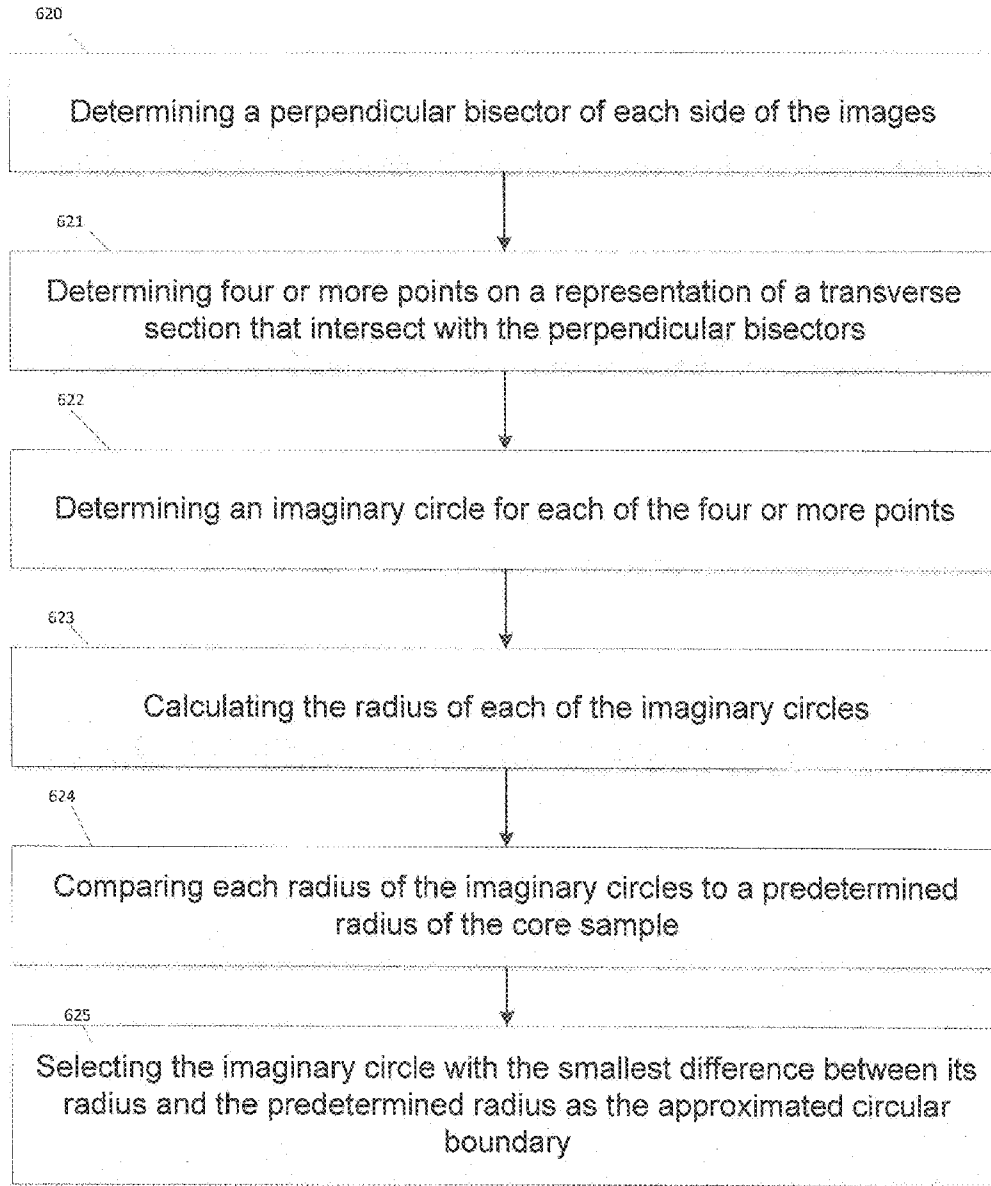 620
Determining a perpendicular bisector of each side of the images
621
Determining four or more points on a representation of a transverse
section that intersect with the perpendicular bisectors
622
Determining an imaginary circle for each of the four or more points
623
Calculating the radius of each of the imaginary circles
624
Comparing each radius of the imaginary circles to a predetermined
radius of the core sample
625
Selecting the imaginary circle with the smallest difference between its
radius and the predetermined radius as the approximated circular
boundary